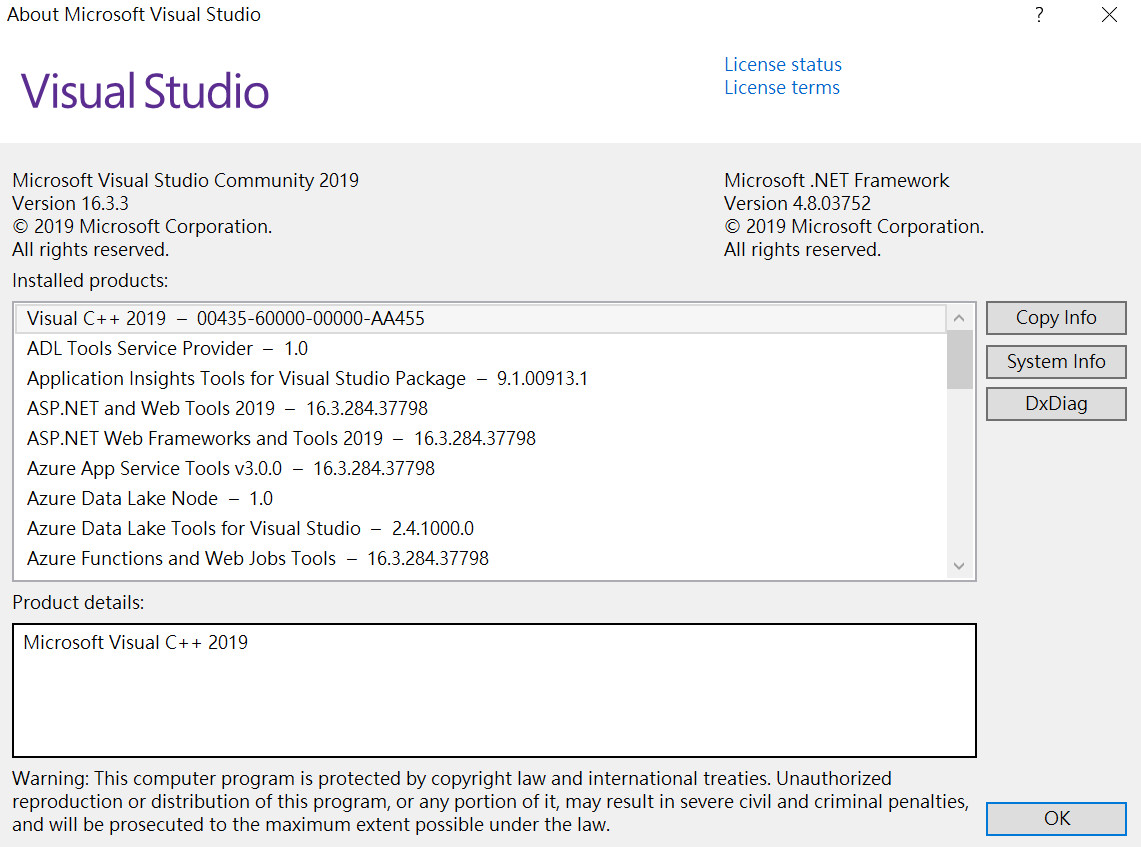 About Microsoft Visual Studio
?
Visual Studio
License status
License terms
Microsoft Visual Studio Community 2019
Version 16.3.3
© 2019 Microsoft Corporation.
All rights reserved.
Microsoft .NET Framework
Version 4.8.03752
© 2019 Microsoft Corporation.
All rights reserved.
Installed products:
Visual C++ 2019 – 00435-60000-00000-AA455
ADL Tools Service Provider – 1.0
Application Insights Tools for Visual Studio Package – 9.1.00913.1
ASP.NET and Web Tools 2019 – 16.3.284.37798
ASP.NET Web Frameworks and Tools 2019 – 16.3.284.37798
Azure App Service Tools v3.0.0 – 16.3.284.37798
Azure Data Lake Node – 1.0
Azure Data Lake Tools for Visual Studio – 2.4.1000.0
Azure Functions and Web Jobs Tools – 16.3.284.37798
Copy Info
System Info
DxDiag
Product details:
Microsoft Visual C++ 2019
Warning: This computer program is protected by copyright law and international treaties. Unauthorized
reproduction or distribution of this program, or any portion of it, may result in severe civil and criminal penalties,
and will be prosecuted to the maximum extent possible under the law.
OK